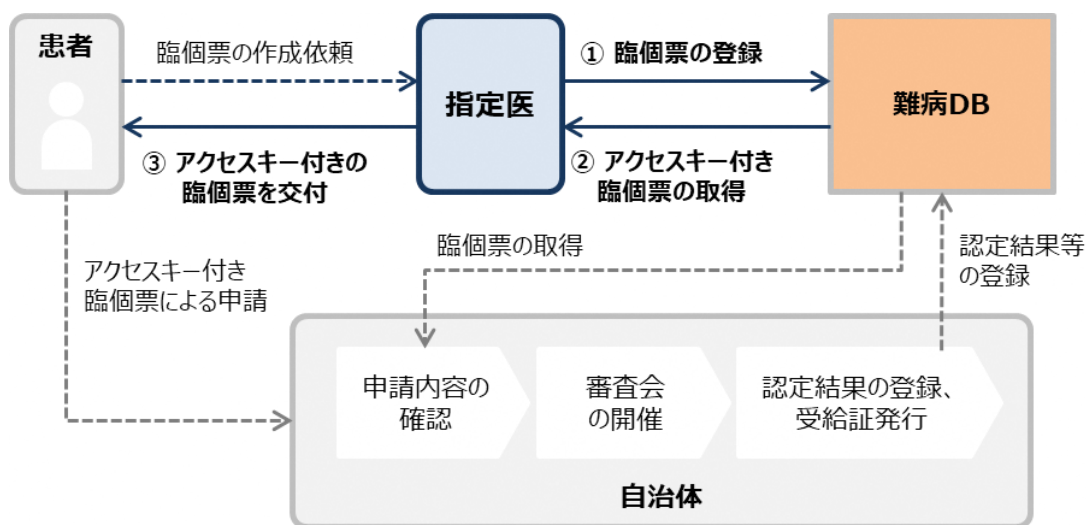 患者
臨個票の作成依頼
① 臨個票の登録
指定医
難病DB
③ アクセスキー付きの
臨個票を交付
② アクセスキー付き
臨個票の取得
臨個票の取得
認定結果等
の登録
アクセスキー付き
臨個票による申請
申請内容の
確認
審査会
の開催
認定結果の登録、
受給証発行
自治体